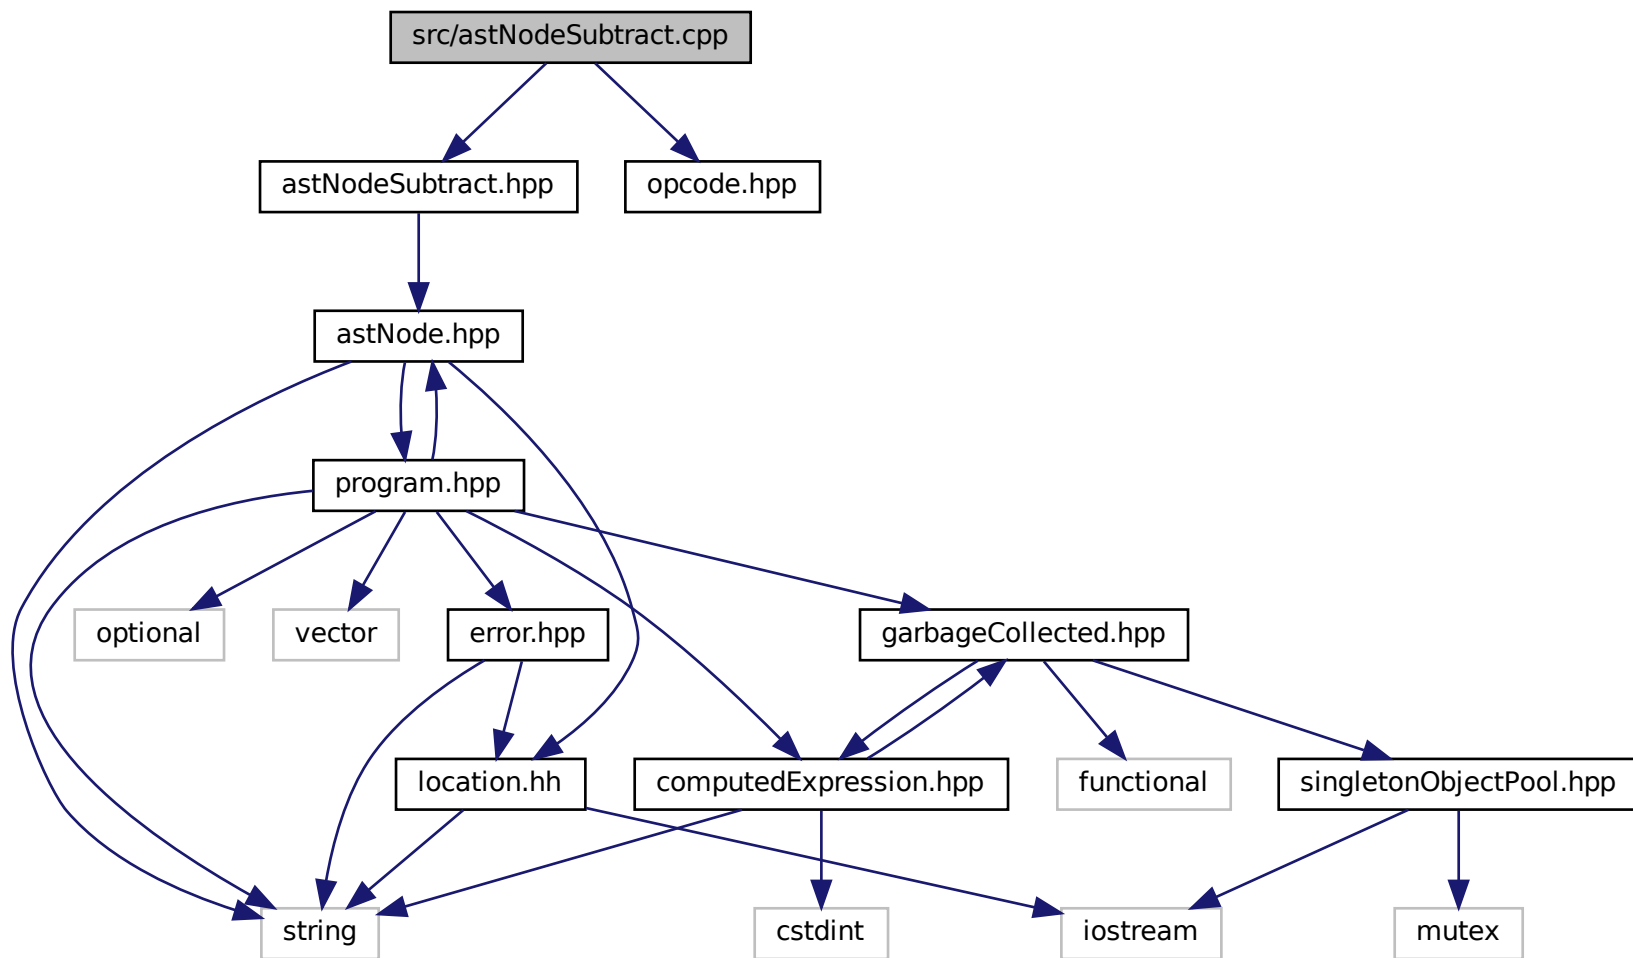 src/astNodeSubtract.cpp
astNodeSubtract.hpp
opcode.hpp
astNode.hpp
program.hpp
optional
vector
error.hpp
garbageCollected.hpp
location.hh
computedExpression.hpp
functional
singletonObjectPool.hpp
string
cstdint
iostream
mutex